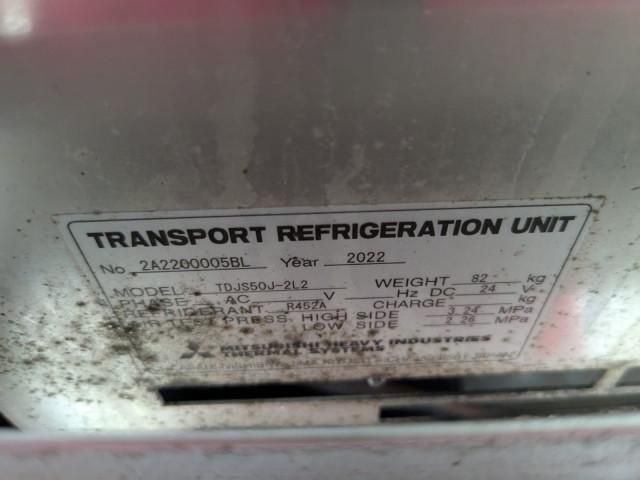 TRANSPORT REFRIGERATION UNIT
No. 2A2200005BL Year 2022
MODEL TDJS50J-2L2 WEIGHT 82 kg
PHASE AC V Hz DC 24 V
REFRIGERANT R452A CHARGE kg
PRESS. HIGH SIDE 3.24 MPa
LOW SIDE 2.26 MPa
MITSUBISHI HEAVY INDUSTRIES
THERMAL SYSTEMS